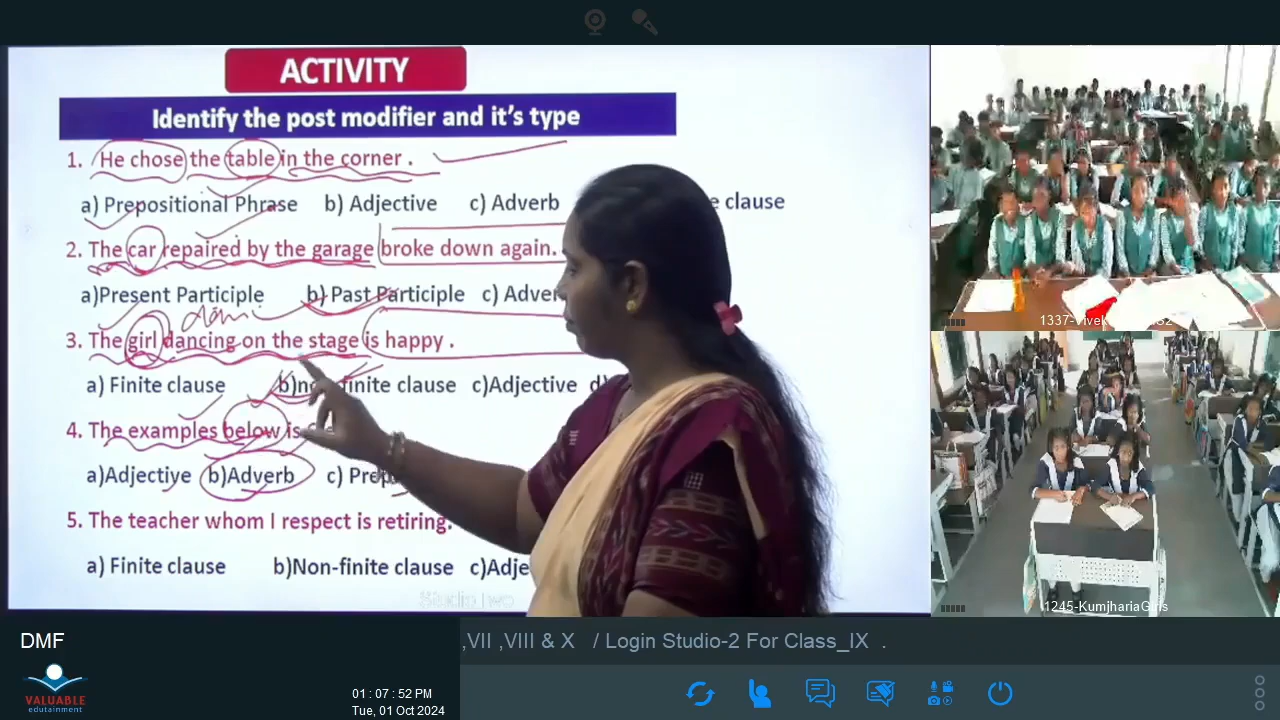 ACTIVITY
Identify the post modifier and it's type
1. He chose the table in the corner .
a) Prepositional Phrase b) Adjective c) Adverb clause
2. The car repaired by the garage broke down again.
a)Present Participle b) Past Participle c)
3. The girl dancing on the stage is happy .
a) Finite clause b) finite clause c)Adjective d)
4. The examples below is
a)Adjective b)Adverb c)
5. The teacher whom I respect is retiring.
a) Finite clause b)Non-finite clause
Studio two
1245-KumjhariaGirls
DMF
,VII ,VIII & X / Login Studio-2 For Class_IX .
VALUABLE
edutainment
01 : 07 : 52 PM
Tue, 01 Oct 2024